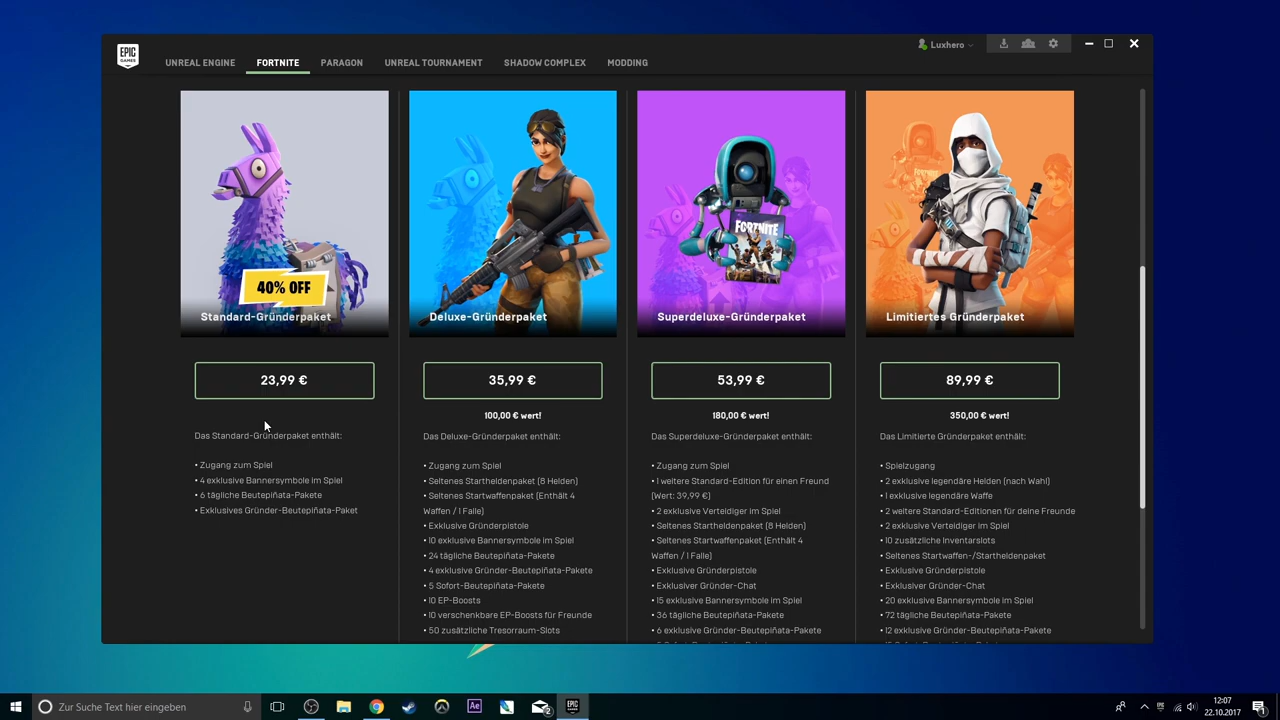 EPIC
GAMES
Luxhero
UNREAL ENGINE
FORTNITE
PARAGON
UNREAL TOURNAMENT
SHADOW COMPLEX
MODDING
40% OFF
Standard-Gründerpaket
23,99 €
Das Standard-Gründerpaket enthält:
• Zugang zum Spiel
• 4 exklusive Bannersymbole im Spiel
• 6 tägliche Beutepiñata-Pakete
• Exklusives Gründer-Beutepiñata-Paket
Deluxe-Gründerpaket
35,99 €
100,00 € wert!
Das Deluxe-Gründerpaket enthält:
• Zugang zum Spiel
• Seltenes Startheldenpaket (8 Helden)
• Seltenes Startwaffenpaket (Enthält 4
Waffen / 1 Falle)
• Exklusive Gründerpistole
• 10 exklusive Bannersymbole im Spiel
• 24 tägliche Beutepiñata-Pakete
• 4 exklusive Gründer-Beutepiñata-Pakete
• 5 Sofort-Beutepiñata-Pakete
• 10 EP-Boosts
• 10 verschenkbare EP-Boosts für Freunde
• 50 zusätzliche Tresorraum-Slots
FORTNITE
Superdeluxe-Gründerpaket
53,99 €
180,00 € wert!
Das Superdeluxe-Gründerpaket enthält:
• Zugang zum Spiel
• 1 weitere Standard-Edition für einen Freund
(Wert: 39,99 €)
• 2 exklusive Verteidiger im Spiel
• Seltenes Startheldenpaket (8 Helden)
• Seltenes Startwaffenpaket (Enthält 4
Waffen / 1 Falle)
• Exklusive Gründerpistole
• Exklusiver Gründer-Chat
• 15 exklusive Bannersymbole im Spiel
• 36 tägliche Beutepiñata-Pakete
• 6 exklusive Gründer-Beutepiñata-Pakete
Limitiertes Gründerpaket
89,99 €
350,00 € wert!
Das Limitierte Gründerpaket enthält:
• Spielzugang
• 2 exklusive legendäre Helden (nach Wahl)
• 1 exklusive legendäre Waffe
• 2 weitere Standard-Editionen für deine Freunde
• 2 exklusive Verteidiger im Spiel
• 10 zusätzliche Inventarslots
• Seltenes Startwaffen-/Startheldenpaket
• Exklusive Gründerpistole
• Exklusiver Gründer-Chat
• 20 exklusive Bannersymbole im Spiel
• 72 tägliche Beutepiñata-Pakete
• 12 exklusive Gründer-Beutepiñata-Pakete
Zur Suche Text hier eingeben
Ae
2
EPIC
GAMES
12:07
22.10.2017
1